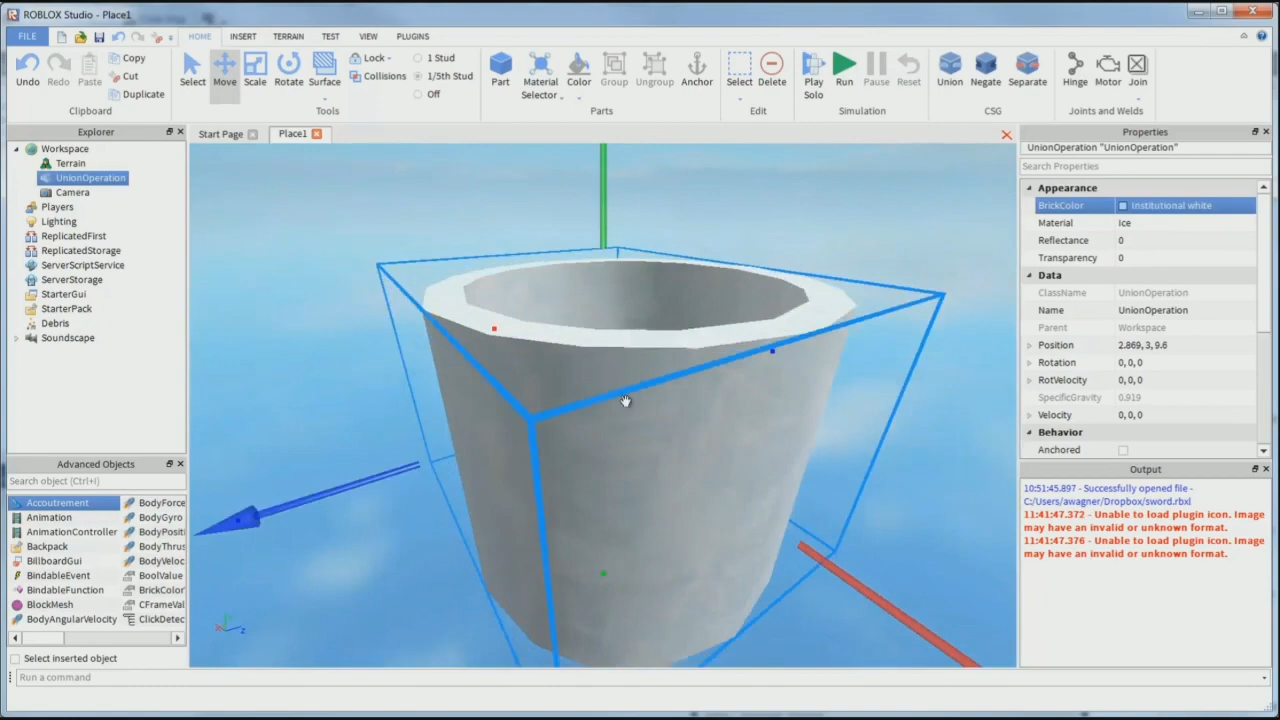 ROBLOX Studio - Place1
FILE HOME INSERT TERRAIN TEST VIEW PLUGINS
Undo Redo Paste Copy Cut Duplicate
Clipboard
Select Move Scale Rotate Surface Lock Collisions 1 Stud 1/5th Stud Off
Tools
Part Material Selector Color Group Ungroup Anchor
Parts
Select Delete
Edit
Play Solo Run Pause Reset
Simulation
Union Negate Separate
CSG
Hinge Motor Join
Joints and Welds
Explorer
Workspace
Terrain
UnionOperation
Camera
Players
Lighting
ReplicatedFirst
ReplicatedStorage
ServerScriptService
ServerStorage
StarterGui
StarterPack
Debris
Soundscape
Advanced Objects
Search object (Ctrl+I)
Accoutrement BodyForce
Animation BodyGyro
AnimationController BodyPositi
Backpack BodyThrus
BillboardGui BodyVeloc
BindableEvent BoolValue
BindableFunction BrickColor
BlockMesh CFrameVal
BodyAngularVelocity ClickDetec
Select inserted object
Run a command
Start Page Place1
Properties
UnionOperation "UnionOperation"
Search Properties
Appearance
BrickColor Institutional white
Material Ice
Reflectance 0
Transparency 0
Data
ClassName UnionOperation
Name UnionOperation
Parent Workspace
Position 2.869, 3, 9.6
Rotation 0, 0, 0
RotVelocity 0, 0, 0
SpecificGravity 0.919
Velocity 0, 0, 0
Behavior
Anchored
Output
10:51:45.897 - Successfully opened file -
C:/Users/awagner/Dropbox/sword.rbxl
11:41:47.372 - Unable to load plugin icon. Image
may have an invalid or unknown format.
11:41:47.376 - Unable to load plugin icon. Image
may have an invalid or unknown format.